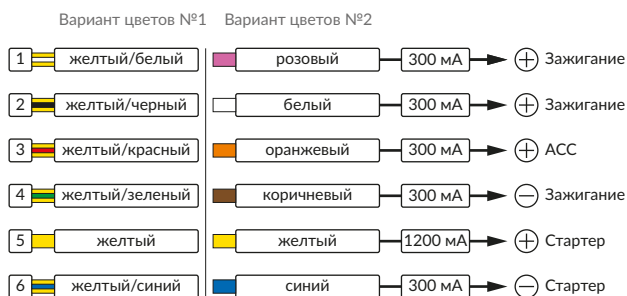 Вариант цветов №1 Вариант цветов №2
1 желтый/белый розовый 300 мА + Зажигание
2 желтый/черный белый 300 мА + Зажигание
3 желтый/красный оранжевый 300 мА + ACC
4 желтый/зеленый коричневый 300 мА − Зажигание
5 желтый желтый 1200 мА + Стартер
6 желтый/синий синий 300 мА − Стартер